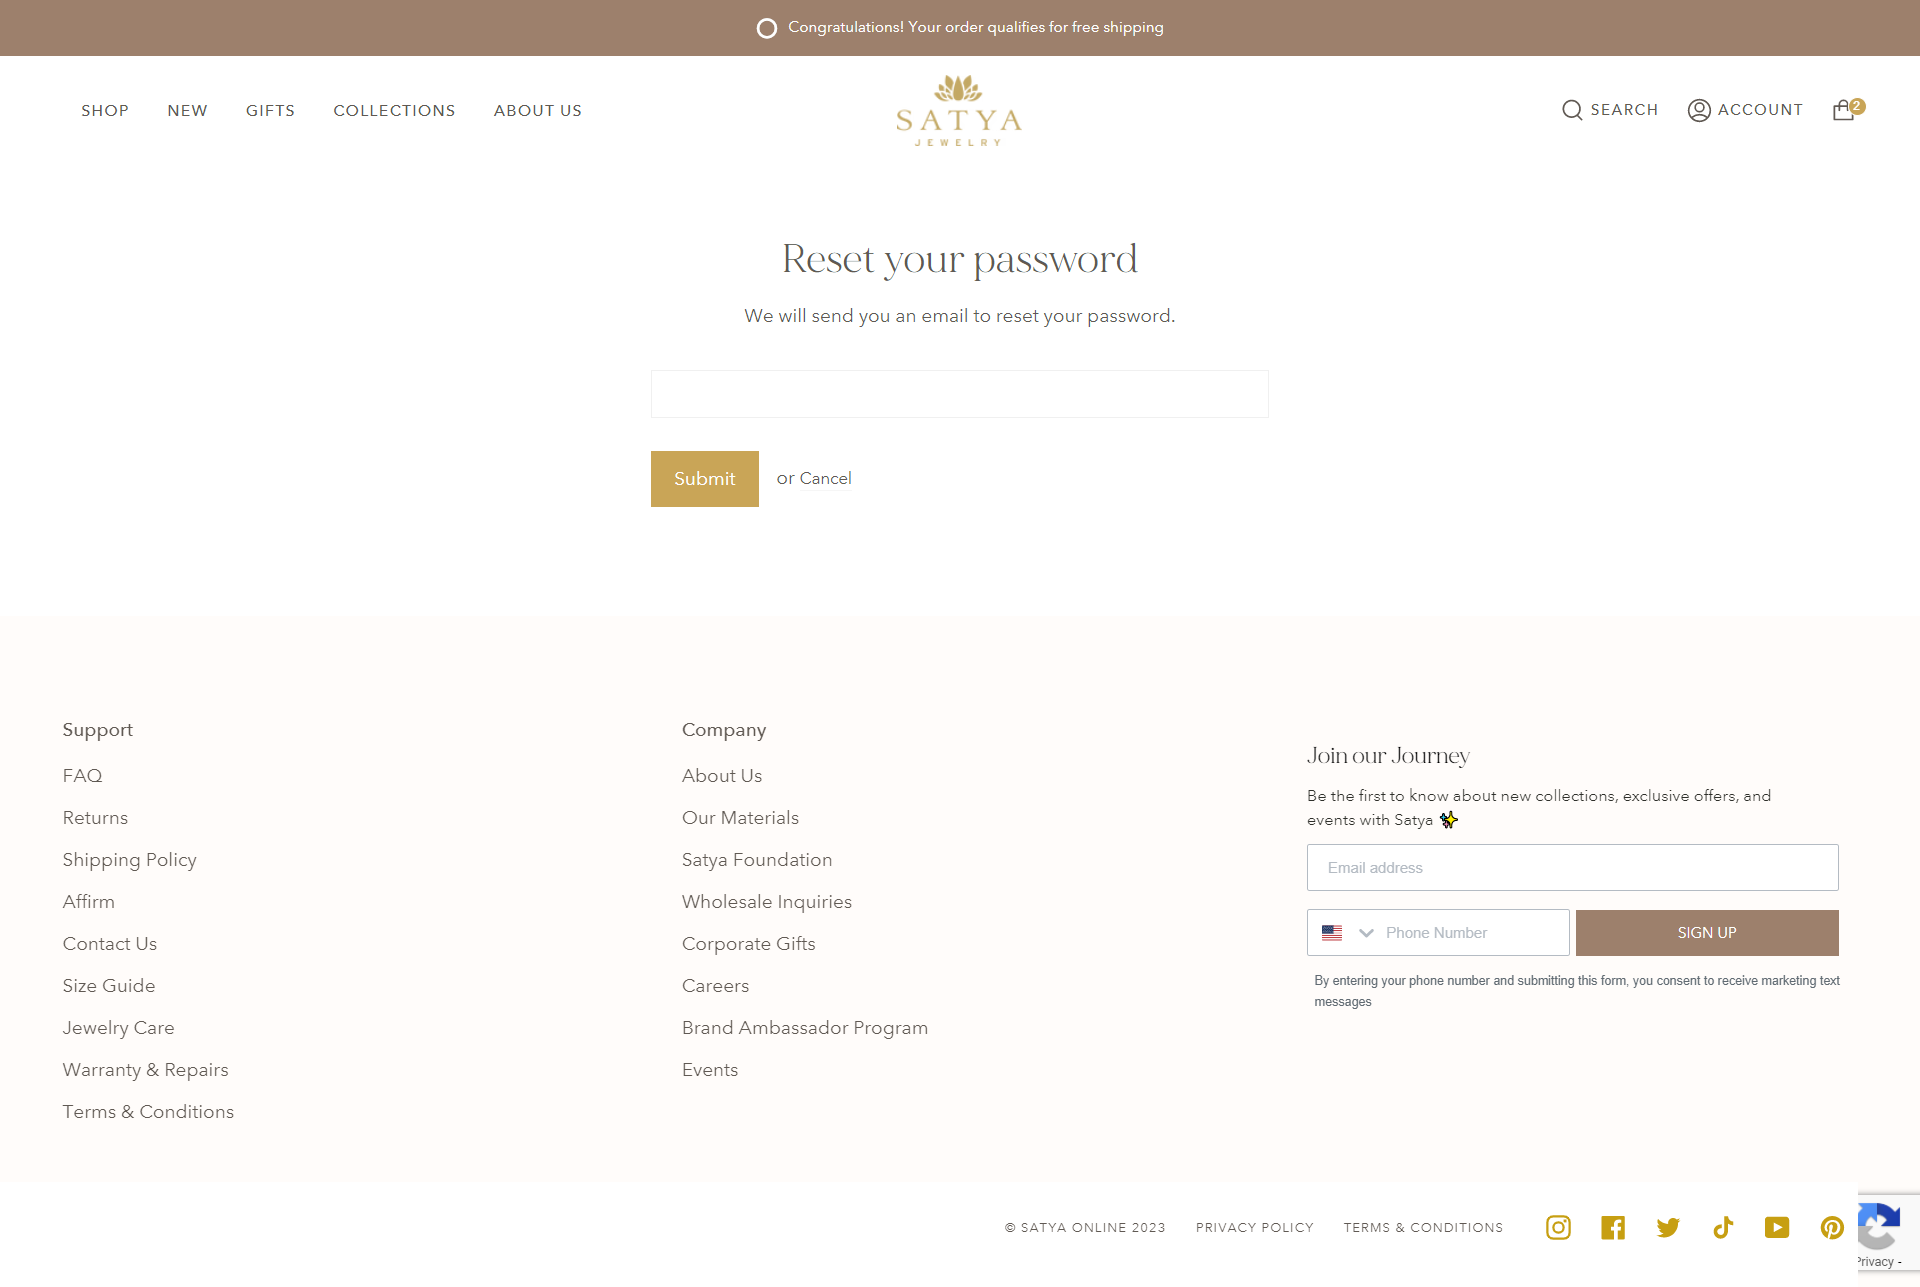 Congratulations! Your order qualifies for free shipping
SHOP NEW GIFTS COLLECTIONS ABOUT US
SATYA
JEWELRY
SEARCH ACCOUNT 2
Reset your password
We will send you an email to reset your password.
Submit or Cancel
Support
FAQ
Returns
Shipping Policy
Affirm
Contact Us
Size Guide
Jewelry Care
Warranty & Repairs
Terms & Conditions
Company
About Us
Our Materials
Satya Foundation
Wholesale Inquiries
Corporate Gifts
Careers
Brand Ambassador Program
Events
Join our Journey
Be the first to know about new collections, exclusive offers, and
events with Satya ✨
Email address
Phone Number SIGN UP
By entering your phone number and submitting this form, you consent to receive marketing text
messages
© SATYA ONLINE 2023 PRIVACY POLICY TERMS & CONDITIONS
Privacy -